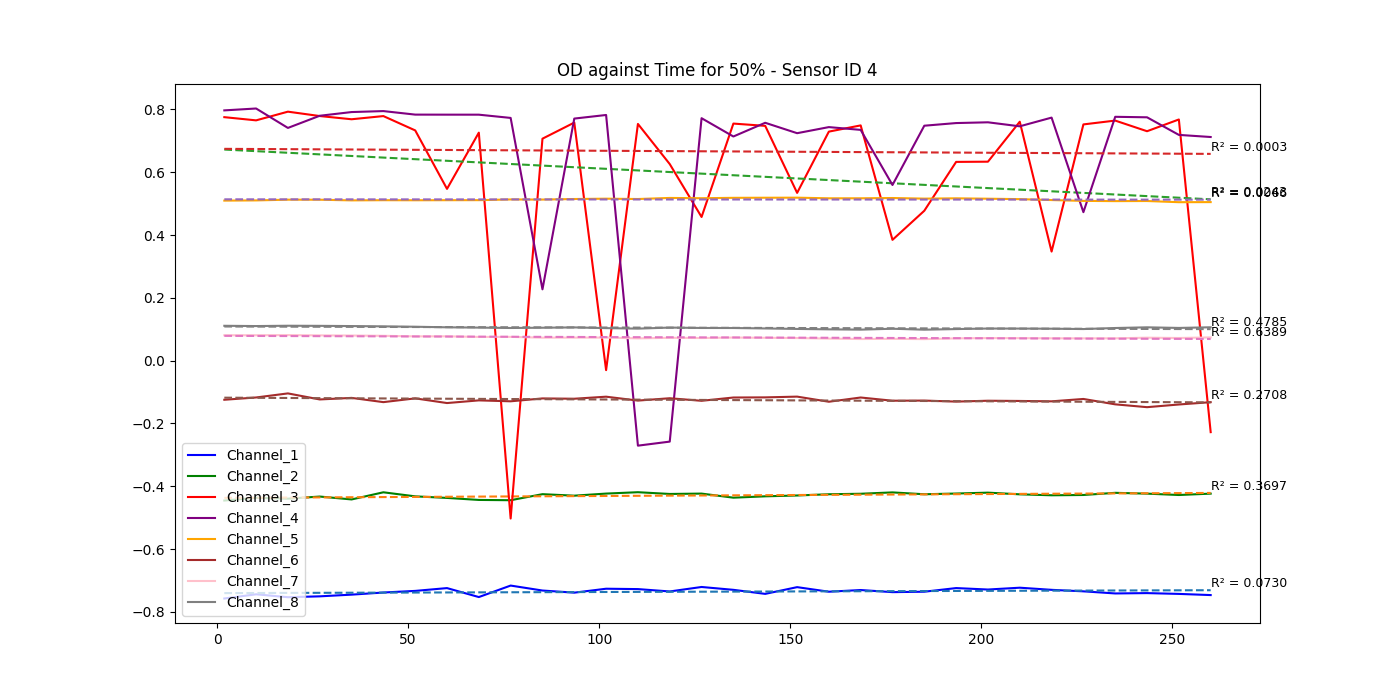 OD against Time for 50% - Sensor ID 4
0.8
0.6
0.4
0.2
0.0
−0.2
−0.4
−0.6
−0.8
R² = 0.0003
R² = 0.4785
R² = 0.6389
R² = 0.2708
R² = 0.3697
R² = 0.0730
Channel_1
Channel_2
Channel_3
Channel_4
Channel_5
Channel_6
Channel_7
Channel_8
0
50
100
150
200
250